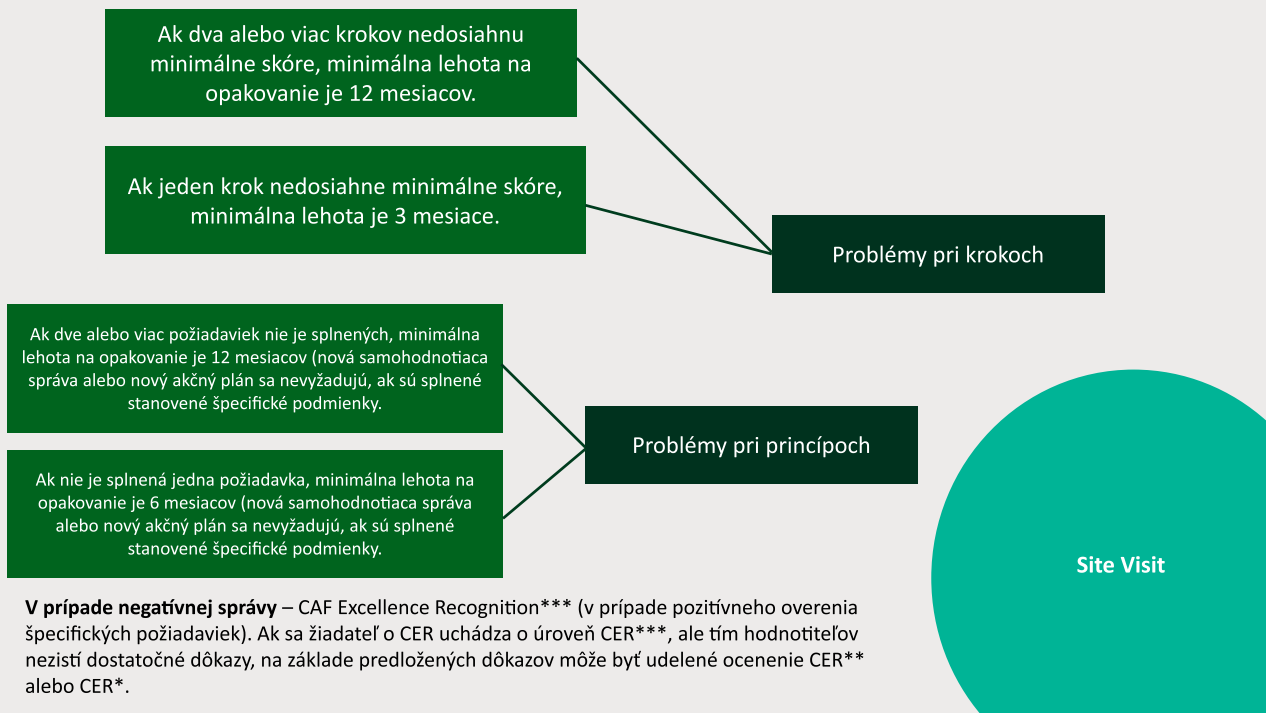 Ak dva alebo viac krokov nedosiahnu
minimálne skóre, minimálna lehota na
opakovanie je 12 mesiacov.
Ak jeden krok nedosiahne minimálne skóre,
minimálna lehota je 3 mesiace.
Problémy pri krokoch
Ak dve alebo viac požiadaviek nie je splnených, minimálna
lehota na opakovanie je 12 mesiacov (nová samohodnotiaca
správa alebo nový akčný plán sa nevyžadujú, ak sú splnené
stanovené špecifické podmienky.
Problémy pri princípoch
Ak nie je splnená jedna požiadavka, minimálna lehota na
opakovanie je 6 mesiacov (nová samohodnotiaca správa
alebo nový akčný plán sa nevyžadujú, ak sú splnené
stanovené špecifické podmienky.
Site Visit
V prípade negatívnej správy – CAF Excellence Recognition*** (v prípade pozitívneho overenia
špecifických požiadaviek). Ak sa žiadateľ o CER uchádza o úroveň CER***, ale tím hodnotiteľov
nezistí dostatočné dôkazy, na základe predložených dôkazov môže byť udelené ocenenie CER**
alebo CER*.